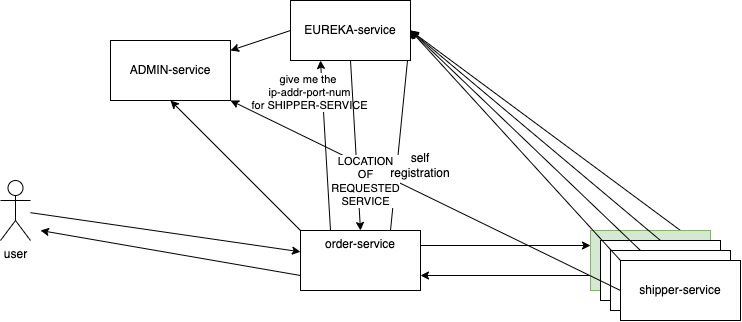 EUREKA-service
ADMIN-service
give me the
ip-addr-port-num
for SHIPPER-SERVICE
LOCATION
OF
REQUESTED
SERVICE
self
registration
user
order-service
shipper-service